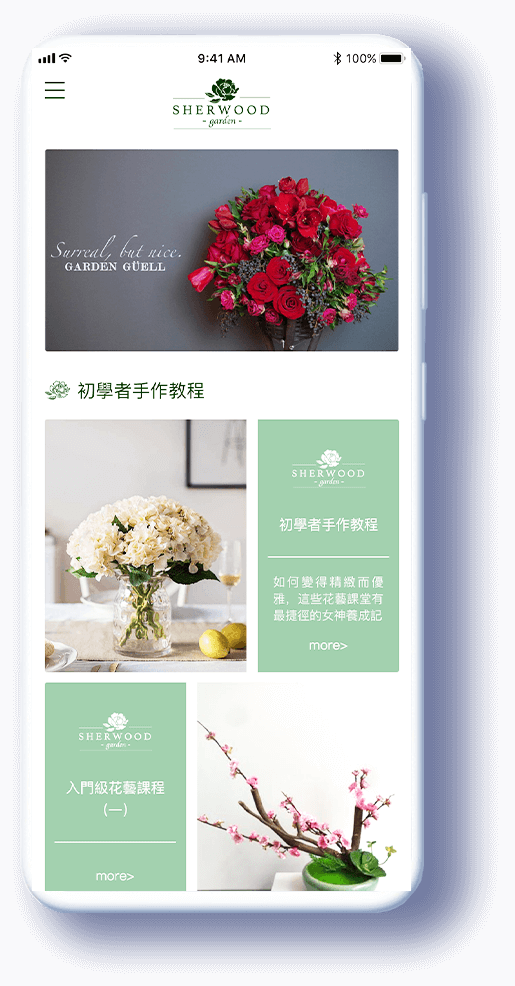 9:41 AM
100%
SHERWOOD
- garden -
Surreal, but nice.
GARDEN GÜELL
初學者手作教程
SHERWOOD
- garden -
初學者手作教程
如何變得精緻而優
雅，這些花藝課堂有
最捷徑的女神養成記
more>
SHERWOOD
- garden -
入門級花藝課程
(一)
more>